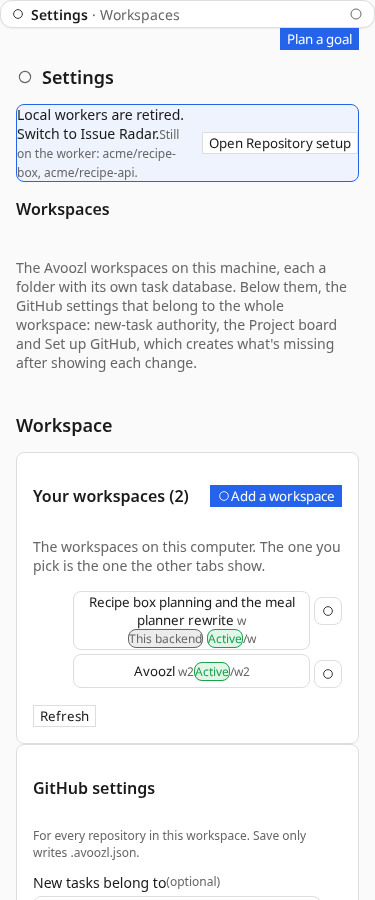 Settings · Workspaces
Plan a goal
Settings
Local workers are retired.
Switch to Issue Radar.Still
on the worker: acme/recipe-
box, acme/recipe-api.
Open Repository setup
Workspaces
The Avoozl workspaces on this machine, each a
folder with its own task database. Below them, the
GitHub settings that belong to the whole
workspace: new-task authority, the Project board
and Set up GitHub, which creates what's missing
after showing each change.
Workspace
Your workspaces (2)
Add a workspace
The workspaces on this computer. The one you
pick is the one the other tabs show.
Recipe box planning and the meal
planner rewrite w
This backend Active/w
Avoozl w2Active/w2
Refresh
GitHub settings
For every repository in this workspace. Save only
writes .avoozl.json.
New tasks belong to(optional)